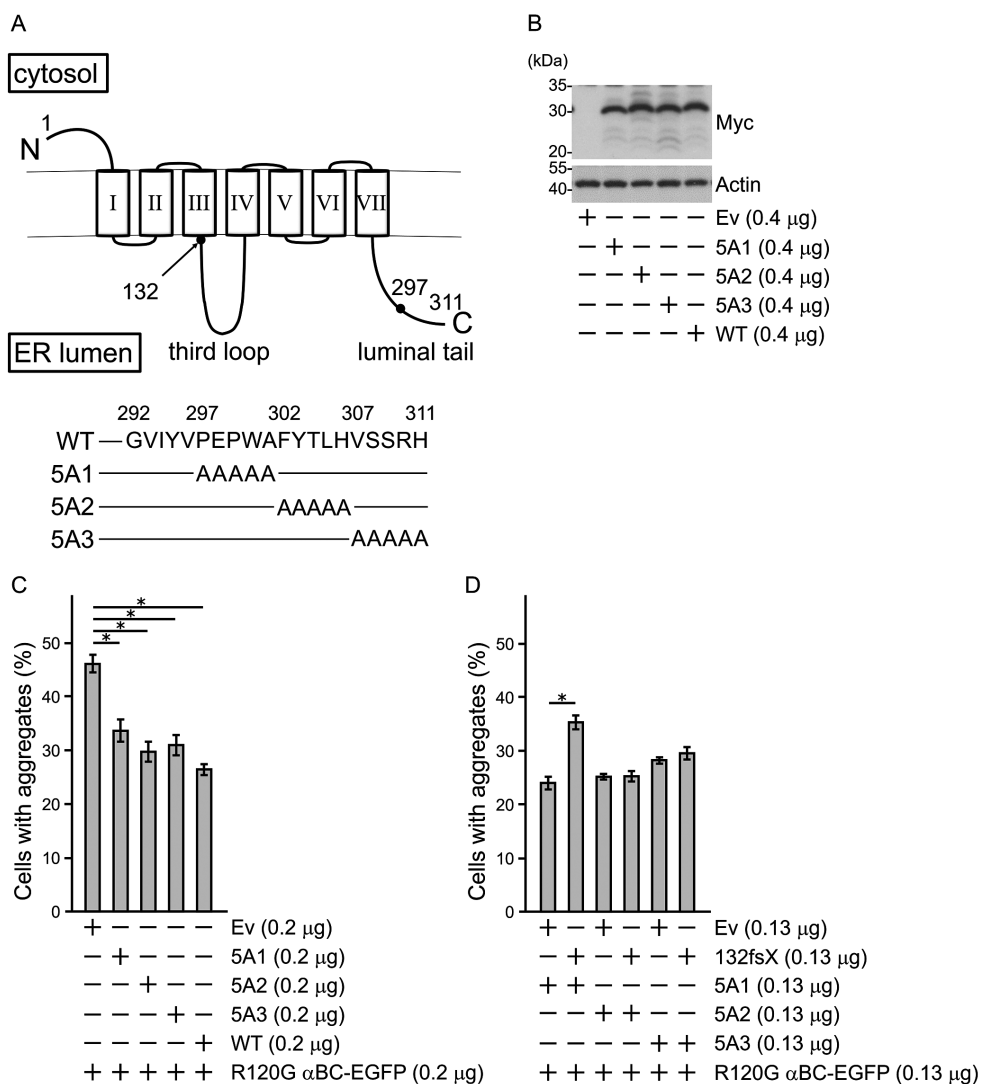 A
cytosol
N
1
I II III IV V VI VII
132
297
311
C
ER lumen
third loop
luminal tail
292 297 302 307 311
WT GVIYVPEPWAFYTLHVSSRH
5A1 AAAAA
5A2 AAAAA
5A3 AAAAA
B
(kDa)
35-
30-
20-
Myc
55-
40-
Actin
+ − − − − Ev (0.4 μg)
− + − − − 5A1 (0.4 μg)
− − + − − 5A2 (0.4 μg)
− − − + − 5A3 (0.4 μg)
− − − − + WT (0.4 μg)
C
Cells with aggregates (%)
50
40
30
20
10
0
*
*
*
*
+ − − − − Ev (0.2 μg)
− + − − − 5A1 (0.2 μg)
− − + − − 5A2 (0.2 μg)
− − − + − 5A3 (0.2 μg)
− − − − + WT (0.2 μg)
+ + + + + R120G αBC-EGFP (0.2 μg)
D
Cells with aggregates (%)
50
40
30
20
10
0
*
+ − + − + − Ev (0.13 μg)
− + − + − + 132fsX (0.13 μg)
+ + − − − − 5A1 (0.13 μg)
− − + + − − 5A2 (0.13 μg)
− − − − + + 5A3 (0.13 μg)
+ + + + + + R120G αBC-EGFP (0.13 μg)